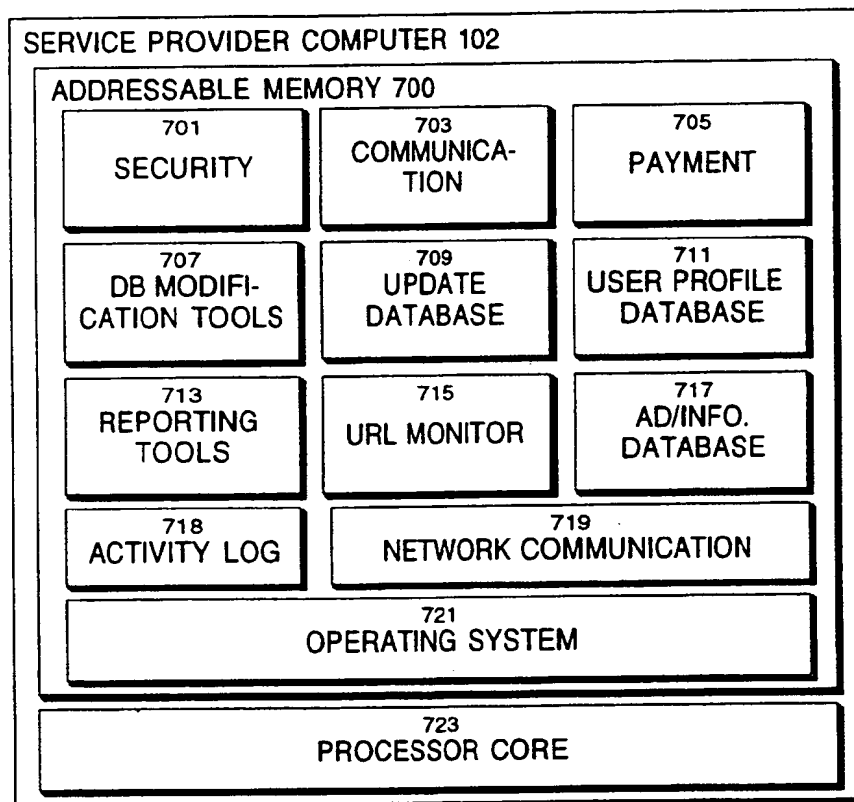 SERVICE PROVIDER COMPUTER 102
ADDRESSABLE MEMORY 700
701
SECURITY
703
COMMUNICA-
TION
705
PAYMENT
707
DB MODIFI-
CATION TOOLS
709
UPDATE
DATABASE
711
USER PROFILE
DATABASE
713
REPORTING
TOOLS
715
URL MONITOR
717
AD/INFO.
DATABASE
718
ACTIVITY LOG
719
NETWORK COMMUNICATION
721
OPERATING SYSTEM
723
PROCESSOR CORE